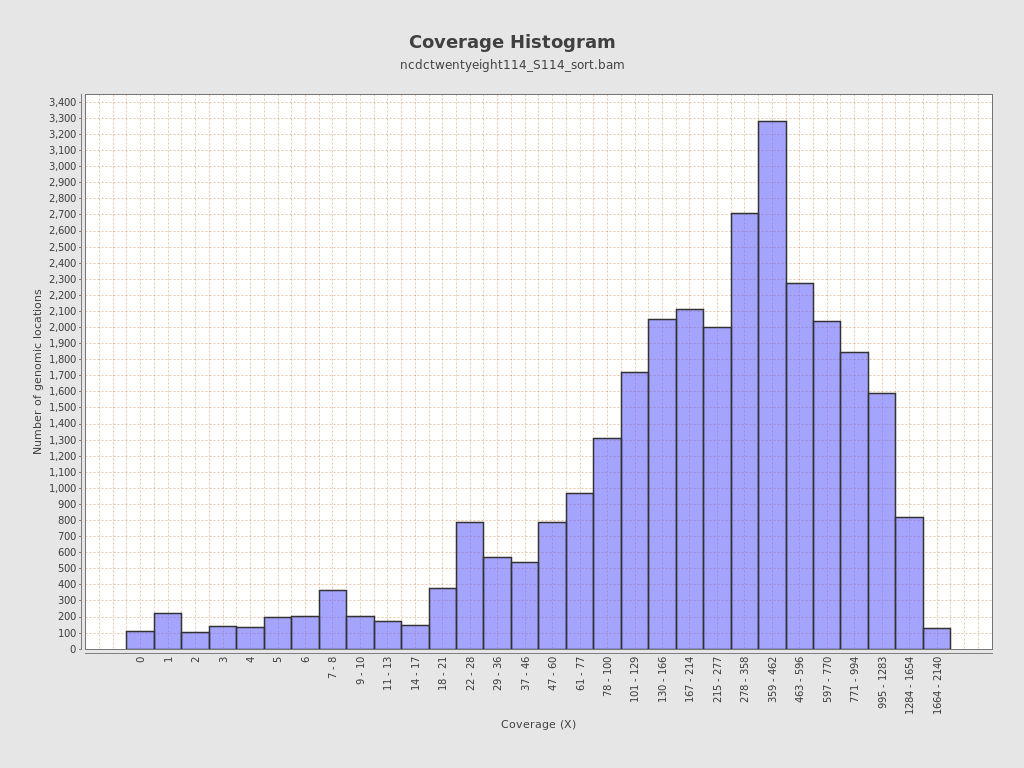 Coverage Histogram
ncdctwentyeight114_S114_sort.bam
3,400
3,300
3,200
3,100
3,000
2,900
2,800
2,700
2,600
2,500
2,400
2,300
2,200
2,100
2,000
1,900
1,800
1,700
1,600
1,500
1,400
1,300
1,200
1,100
1,000
900
800
700
600
500
400
300
200
100
0
Number of genomic locations
0
1
2
3
4
5
6
7 - 8
9 - 10
11 - 13
14 - 17
18 - 21
22 - 28
29 - 36
37 - 46
47 - 60
61 - 77
78 - 100
101 - 129
130 - 166
167 - 214
215 - 277
278 - 358
359 - 462
463 - 596
597 - 770
771 - 994
995 - 1283
1284 - 1654
1664 - 2140
Coverage (X)